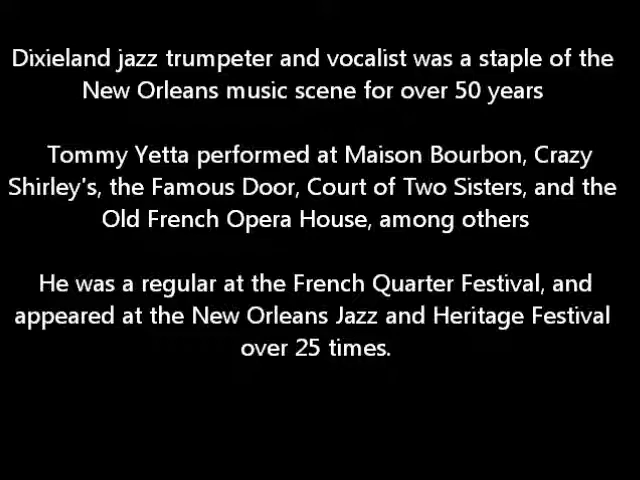 Dixieland jazz trumpeter and vocalist was a staple of the
New Orleans music scene for over 50 years
Tommy Yetta performed at Maison Bourbon, Crazy
Shirley's, the Famous Door, Court of Two Sisters, and the
Old French Opera House, among others
He was a regular at the French Quarter Festival, and
appeared at the New Orleans Jazz and Heritage Festival
over 25 times.